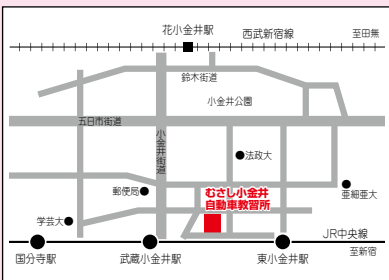 花小金井駅
西武新宿線
至田無
鈴木街道
小金井公園
五日市街道
小金井街道
法政大
郵便局
むさし小金井
自動車教習所
亜細亜大
学芸大
JR中央線
国分寺駅
武蔵小金井駅
東小金井駅
至新宿